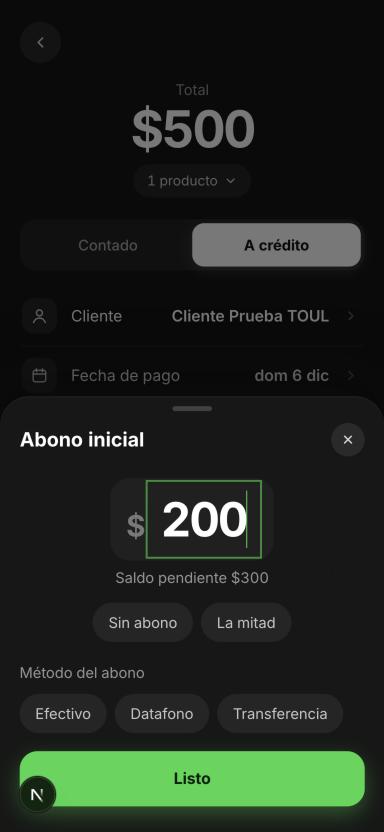 Total
$500
1 producto
Contado A crédito
Cliente Cliente Prueba TOUL
Fecha de pago dom 6 dic
Abono inicial
$ 200
Saldo pendiente $300
Sin abono La mitad
Método del abono
Efectivo Datafono Transferencia
Listo
N